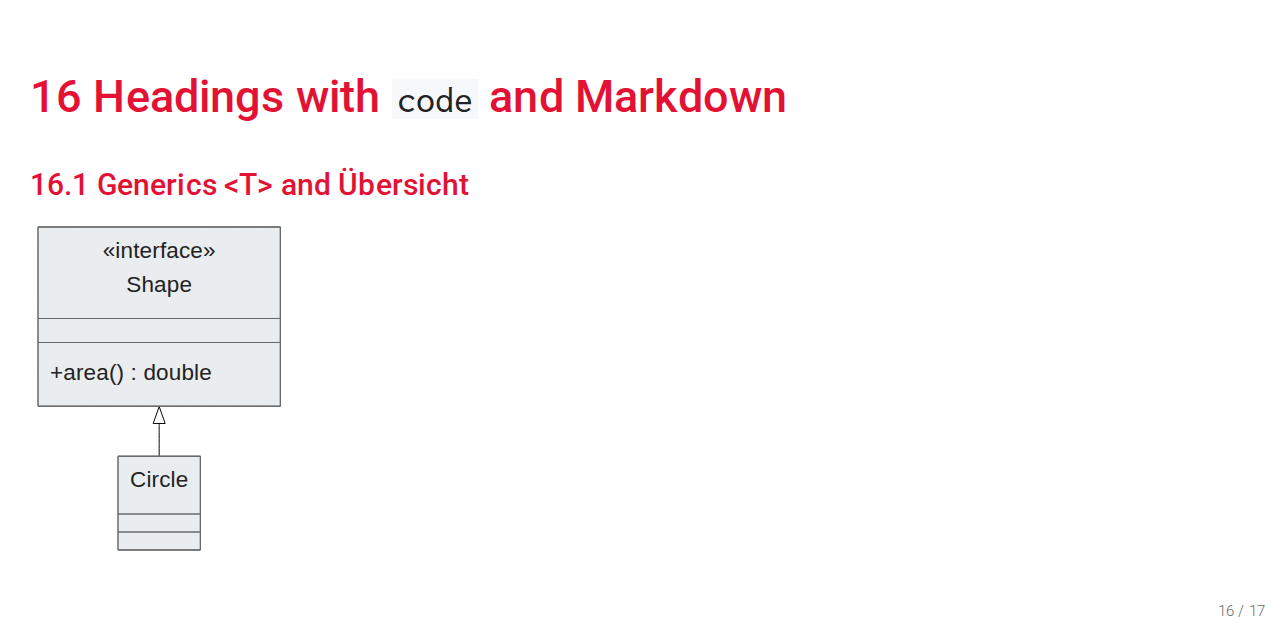 16 Headings with code and Markdown
16.1 Generics <T> and Übersicht
«interface»
Shape
+area() : double
Circle
16 / 17